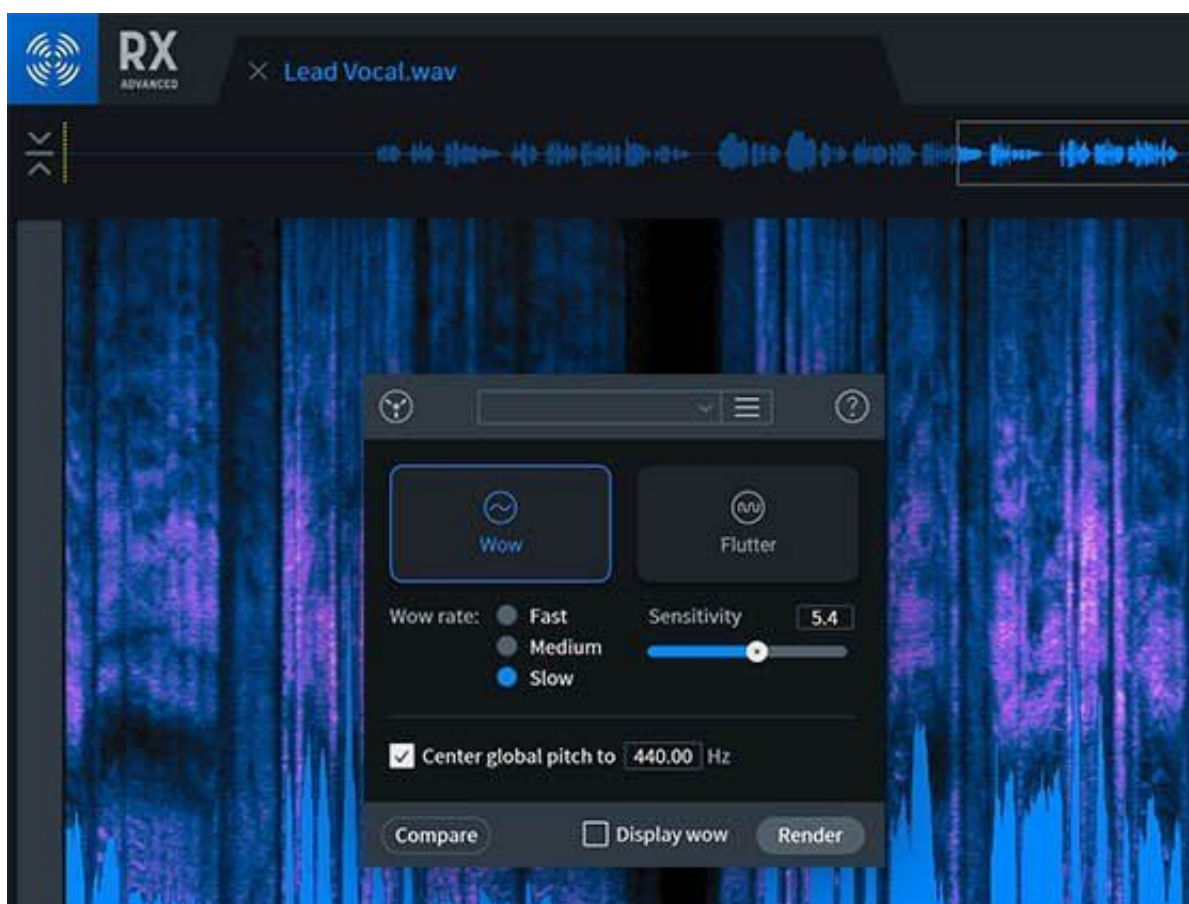 RX
ADVANCED
Lead Vocal.wav
?
Wow
Flutter
Wow rate:
Fast
Medium
Slow
Sensitivity
5.4
Center global pitch to 440.00 Hz
Compare
Display wow
Render